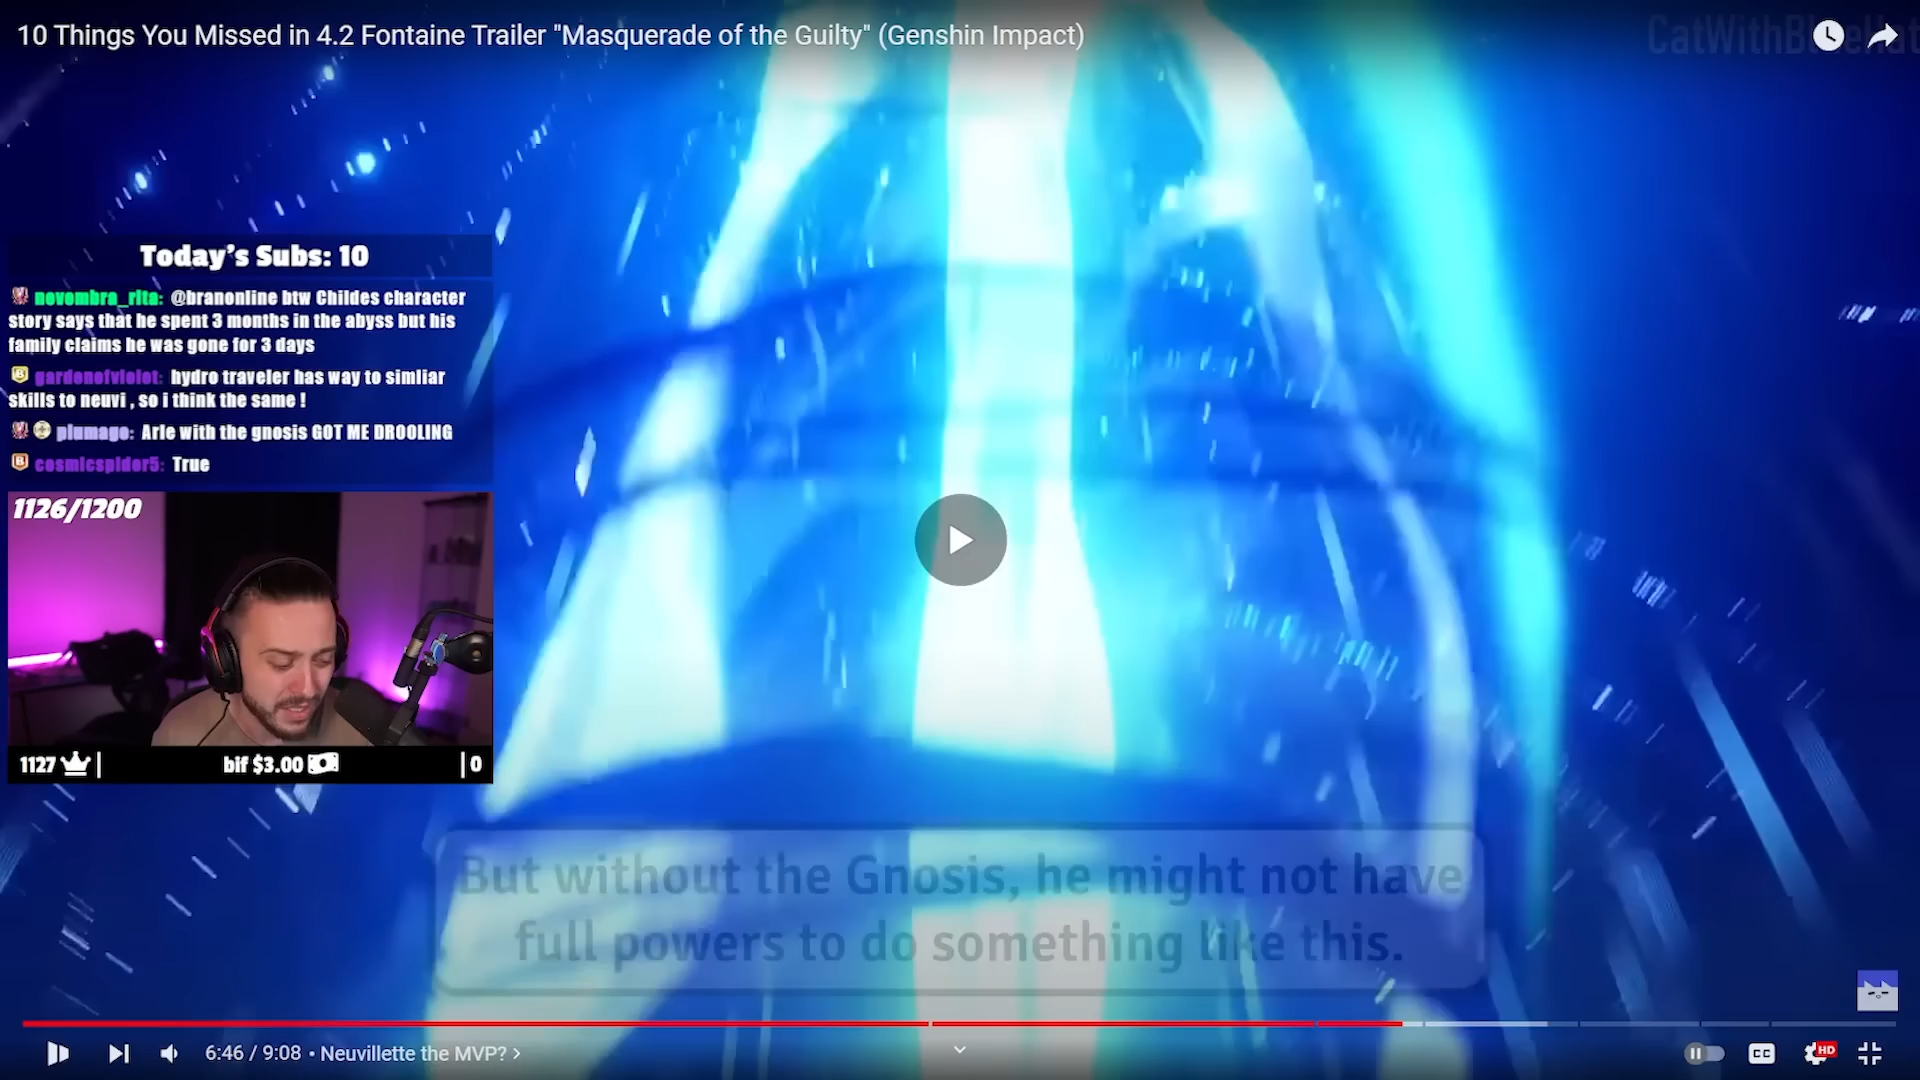 10 Things You Missed in 4.2 Fontaine Trailer "Masquerade of the Guilty" (Genshin Impact)
CatWithBlueHat
Today's Subs: 10
novembra_rita: @branonline btw Childes character
story says that he spent 3 months in the abyss but his
family claims he was gone for 3 days
gardenofviolet: hydro traveler has way to simliar
skills to neuvi , so i think the same !
plumage: Arle with the gnosis GOT ME DROOLING
cosmicspider5: True
1126/1200
1127 | bif $3.00 | 0
But without the Gnosis, he might not have
full powers to do something like this.
6:46 / 9:08 • Neuvillette the MVP? >
CC
HD